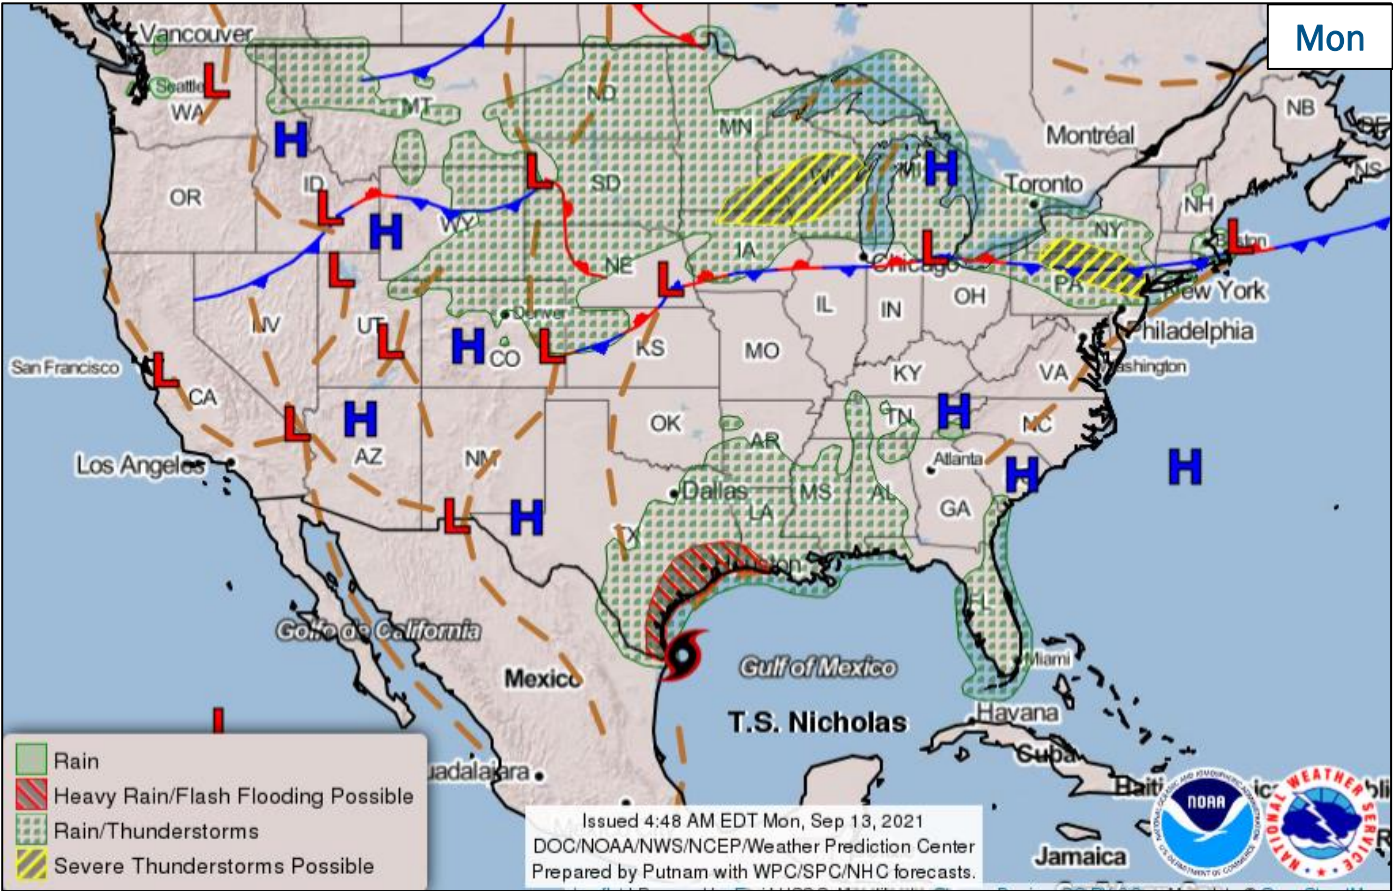 Mon
Vancouver
Seattle
WA
MT
ND
MN
Montréal
NB
OR
ID
SD
MI
Toronto
NS
WY
NH
NY
Boston
IA
NE
Chicago
PA
New York
NV
UT
Denver
CO
IL
IN
OH
Philadelphia
San Francisco
CA
KS
MO
KY
VA
Washington
Los Angeles
AZ
NM
OK
AR
TN
NC
Atlanta
Dallas
MS
AL
GA
LA
TX
Houston
FL
Golfo de California
Mexico
Gulf of Mexico
Miami
T.S. Nicholas
Havana
Cuba
Haiti
Jamaica
Rain
Heavy Rain/Flash Flooding Possible
Rain/Thunderstorms
Severe Thunderstorms Possible
Issued 4:48 AM EDT Mon, Sep 13, 2021
DOC/NOAA/NWS/NCEP/Weather Prediction Center
Prepared by Putnam with WPC/SPC/NHC forecasts.
NOAA
NATIONAL WEATHER SERVICE
H
H
H
H
H
H
H
H
H
L
L
L
L
L
L
L
L
L
L
L
L
L